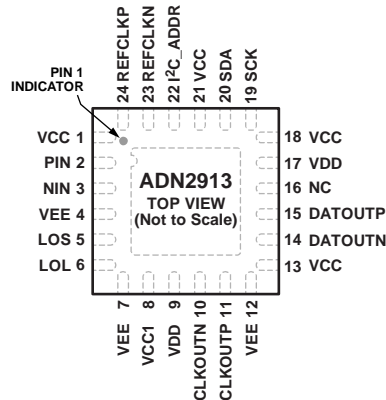 24 REFCLKP
23 REFCLKN
22 I²C_ADDR
21 VCC
20 SDA
19 SCK
PIN 1
INDICATOR
VCC 1
PIN 2
NIN 3
VEE 4
LOS 5
LOL 6
ADN2913
TOP VIEW
(Not to Scale)
18 VCC
17 VDD
16 NC
15 DATOUTP
14 DATOUTN
13 VCC
VEE 7
VCC1 8
VDD 9
CLKOUTN 10
CLKOUTP 11
VEE 12